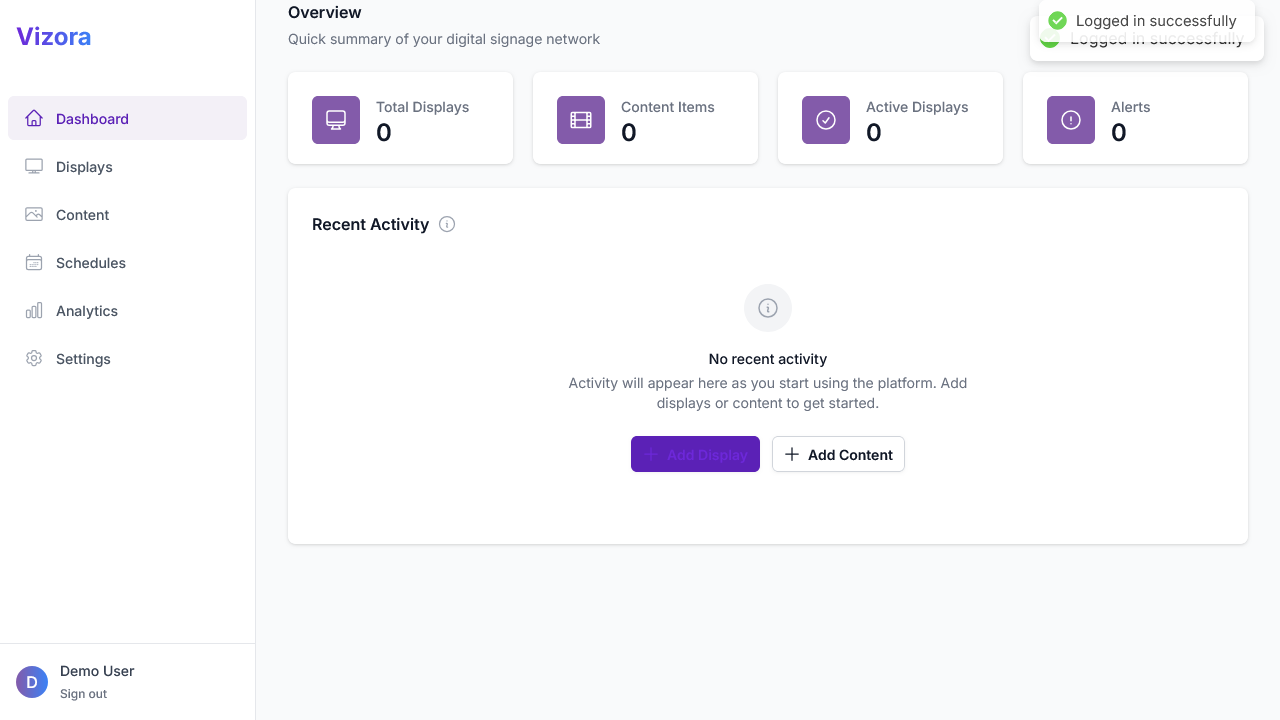 Vizora
Dashboard
Displays
Content
Schedules
Analytics
Settings
D
Demo User
Sign out
Overview
Quick summary of your digital signage network
Logged in successfully
Logged in successfully
Total Displays
0
Content Items
0
Active Displays
0
Alerts
0
Recent Activity
No recent activity
Activity will appear here as you start using the platform. Add
displays or content to get started.
Add Display
Add Content